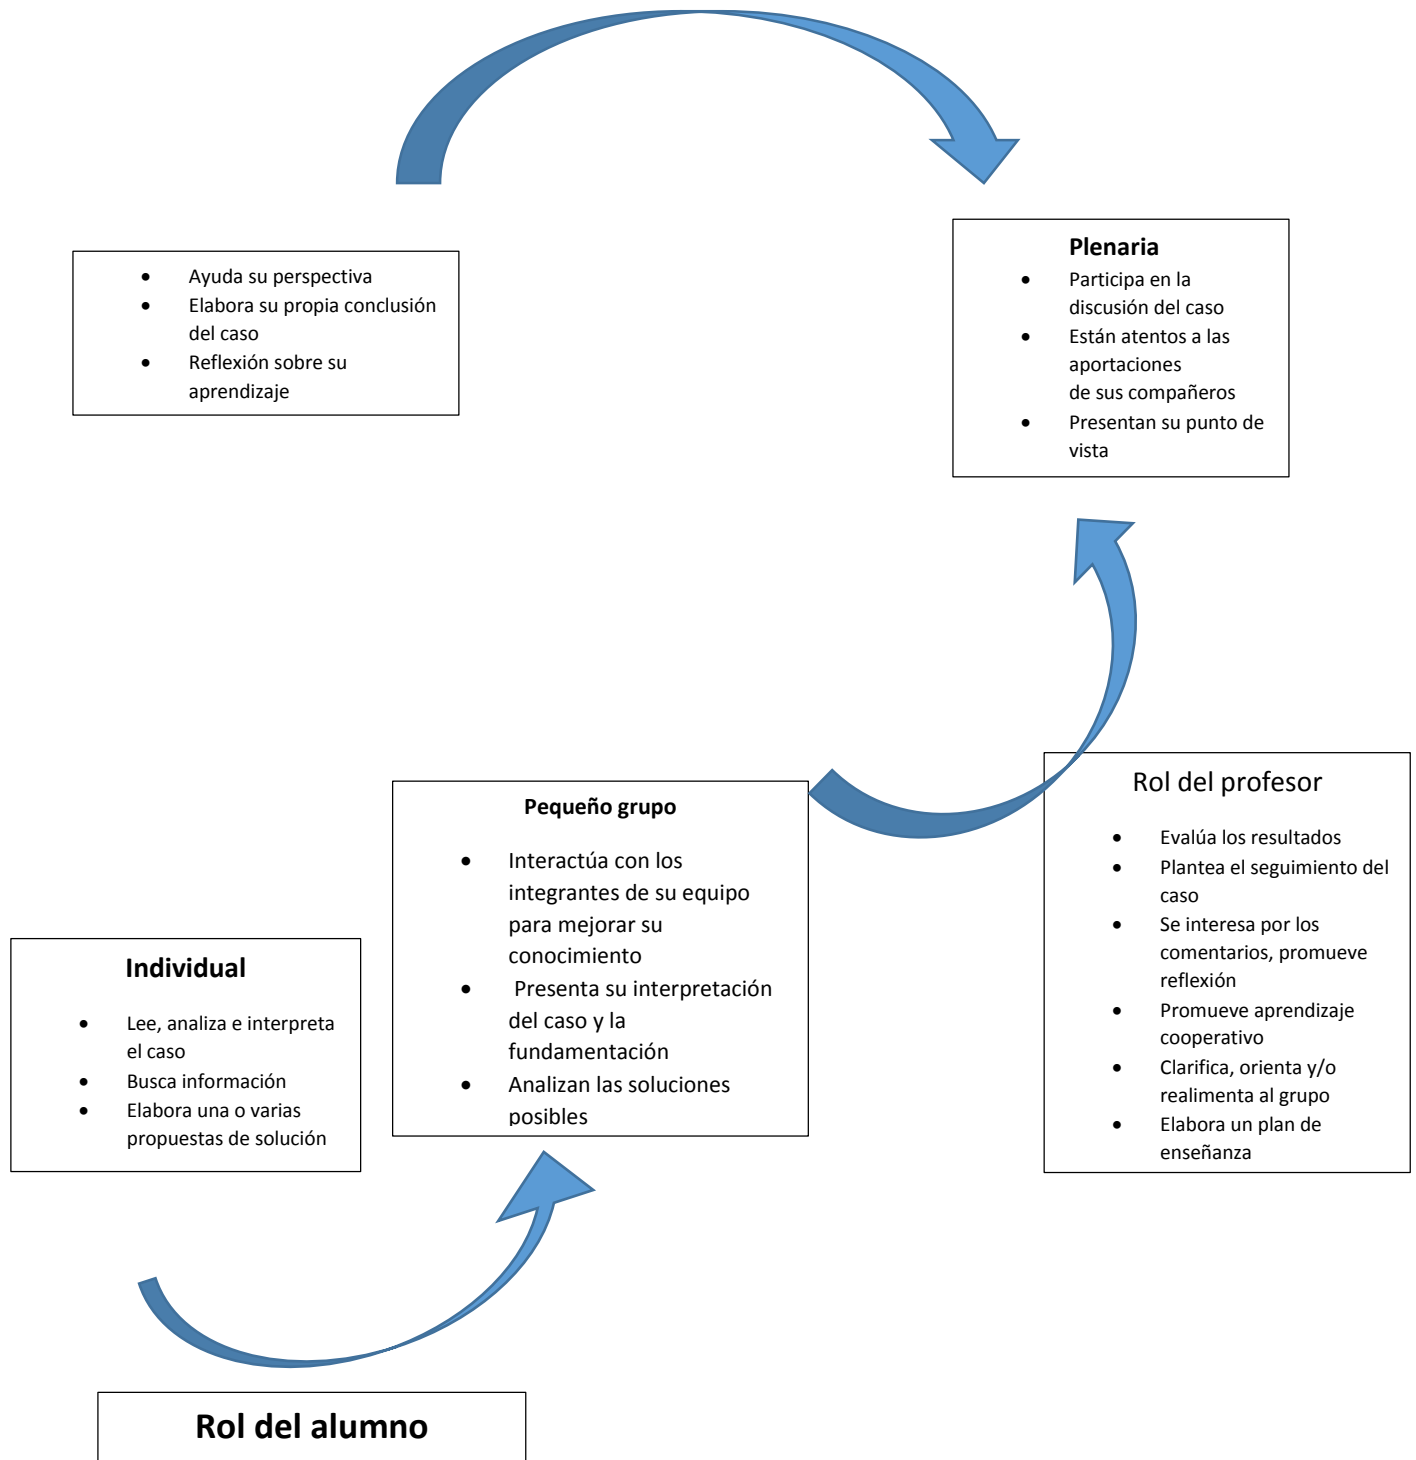 • Ayuda su perspectiva
• Elabora su propia conclusión
del caso
• Reflexión sobre su
aprendizaje
Plenaria
• Participa en la
discusión del caso
• Están atentos a las
aportaciones
de sus compañeros
• Presentan su punto de
vista
Individual
• Lee, analiza e interpreta
el caso
• Busca información
• Elabora una o varias
propuestas de solución
Pequeño grupo
• Interactúa con los
integrantes de su equipo
para mejorar su
conocimiento
• Presenta su interpretación
del caso y la
fundamentación
• Analizan las soluciones
posibles
Rol del profesor
• Evalúa los resultados
• Plantea el seguimiento del
caso
• Se interesa por los
comentarios, promueve
reflexión
• Promueve aprendizaje
cooperativo
• Clarifica, orienta y/o
realimenta al grupo
• Elabora un plan de
enseñanza
Rol del alumno